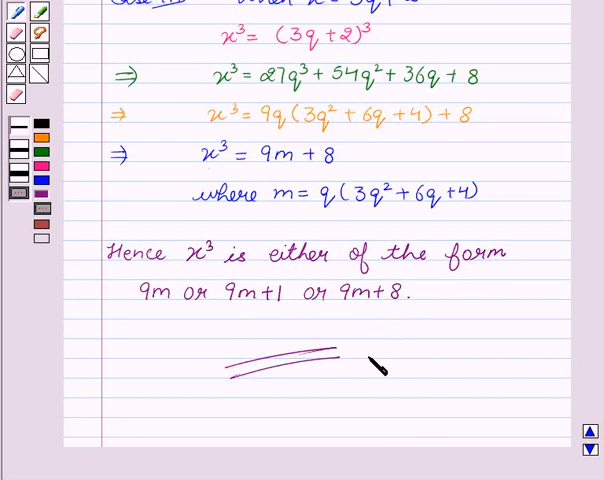 x³ = (3q+2)³
⇒ x³ = 27q³ + 54q² + 36q + 8
⇒ x³ = 9q(3q² + 6q + 4) + 8
⇒ x³ = 9m + 8
where m = q(3q² + 6q + 4)
Hence x³ is either of the form
9m or 9m+1 or 9m+8.